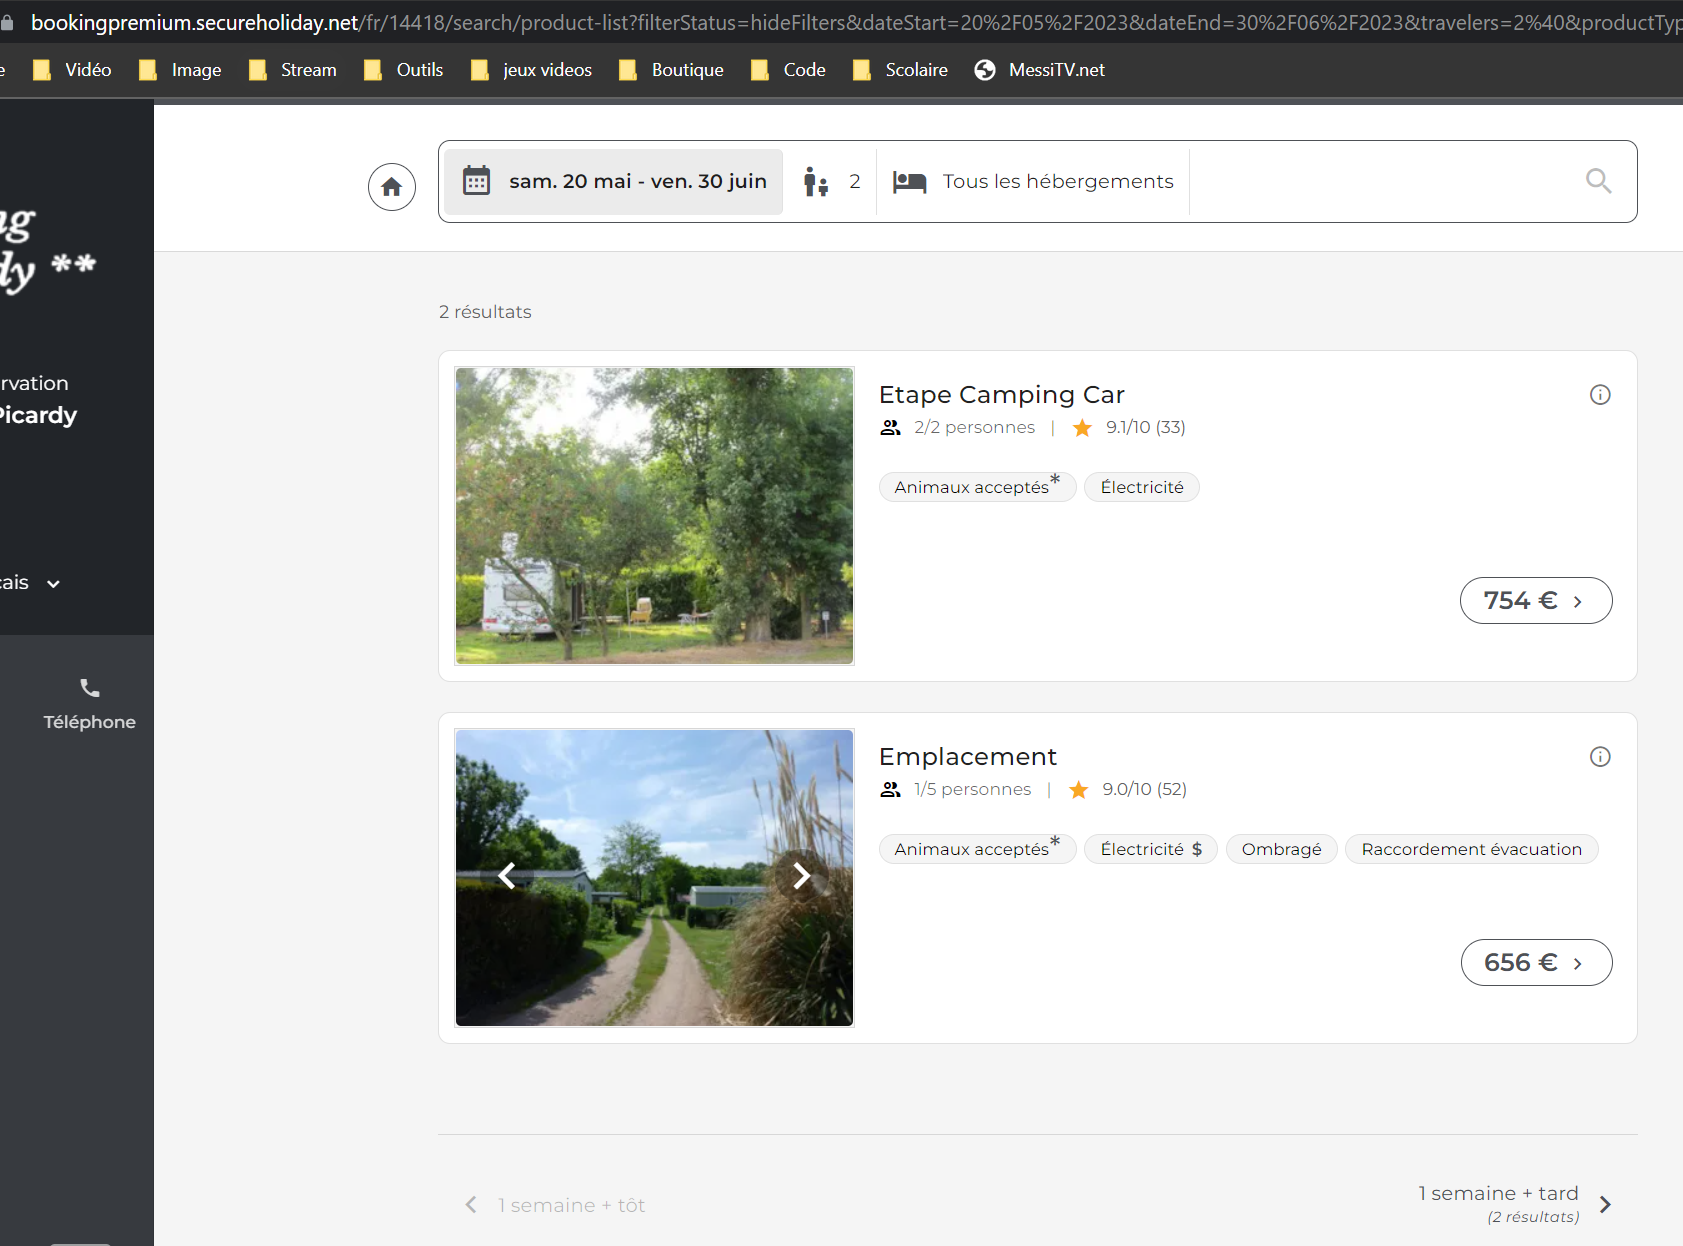 bookingpremium.secureholiday.net/fr/14418/search/product-list?filterStatus=hideFilters&dateStart=20%2F05%2F2023&dateEnd=30%2F06%2F2023&travelers=2%40&productTyp
e Vidéo Image Stream Outils jeux videos Boutique Code Scolaire MessiTV.net
sam. 20 mai - ven. 30 juin 2 Tous les hébergements
ng
dy **
rvation
Picardy
çais
Téléphone
2 résultats
Etape Camping Car
2/2 personnes | 9.1/10 (33)
Animaux acceptés* Électricité
754 € >
Emplacement
1/5 personnes | 9.0/10 (52)
Animaux acceptés* Électricité $ Ombragé Raccordement évacuation
656 € >
1 semaine + tôt
1 semaine + tard
(2 résultats)